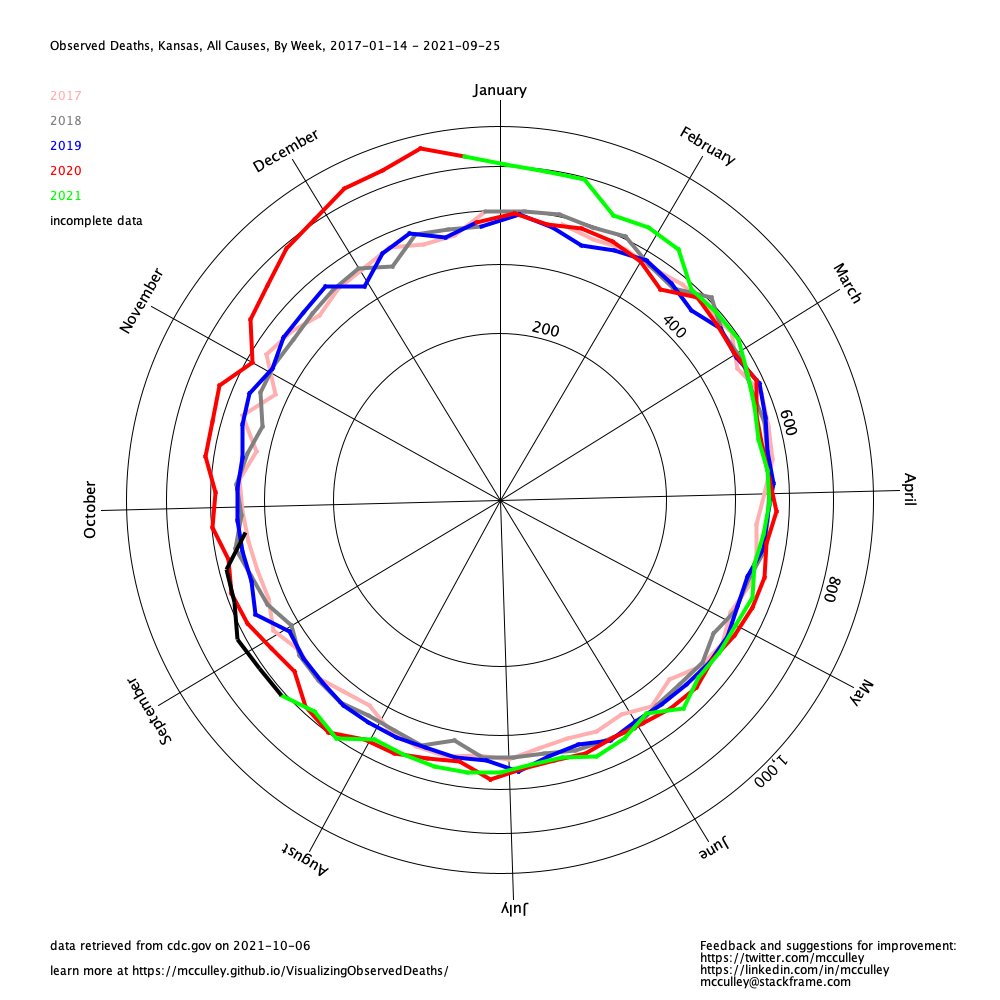 Observed Deaths, Kansas, All Causes, By Week, 2017-01-14 - 2021-09-25
January
2017
2018
2019
2020
2021
incomplete data
December
February
November
March
200
400
600
October
April
800
September
May
1,000
August
June
July
data retrieved from cdc.gov on 2021-10-06
learn more at https://mcculley.github.io/VisualizingObservedDeaths/
Feedback and suggestions for improvement:
https://twitter.com/mcculley
https://linkedin.com/in/mcculley
mcculley@stackframe.com